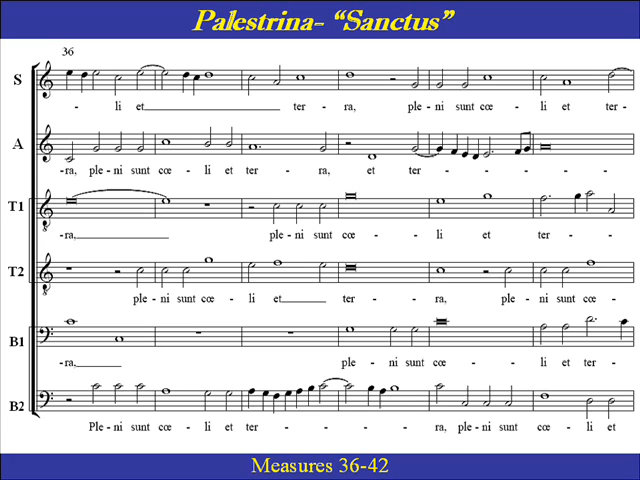 Palestrina- “Sanctus”
36
S
- li et ter - ra, ple - ni sunt cœ - li et ter -
A
-ra, ple - ni sunt cœ - li et ter - - - ra, et ter - - - - - - -
T1
-ra, ple - ni sunt cœ - li et ter -
T2
ple - ni sunt cœ - li et ter - ra, ple - ni sunt
B1
-ra, ple - ni sunt cœ - li et ter -
B2
Ple - ni sunt cœ - li et ter - - - - - - - - ra, ple - ni sunt cœ - li et
Measures 36-42